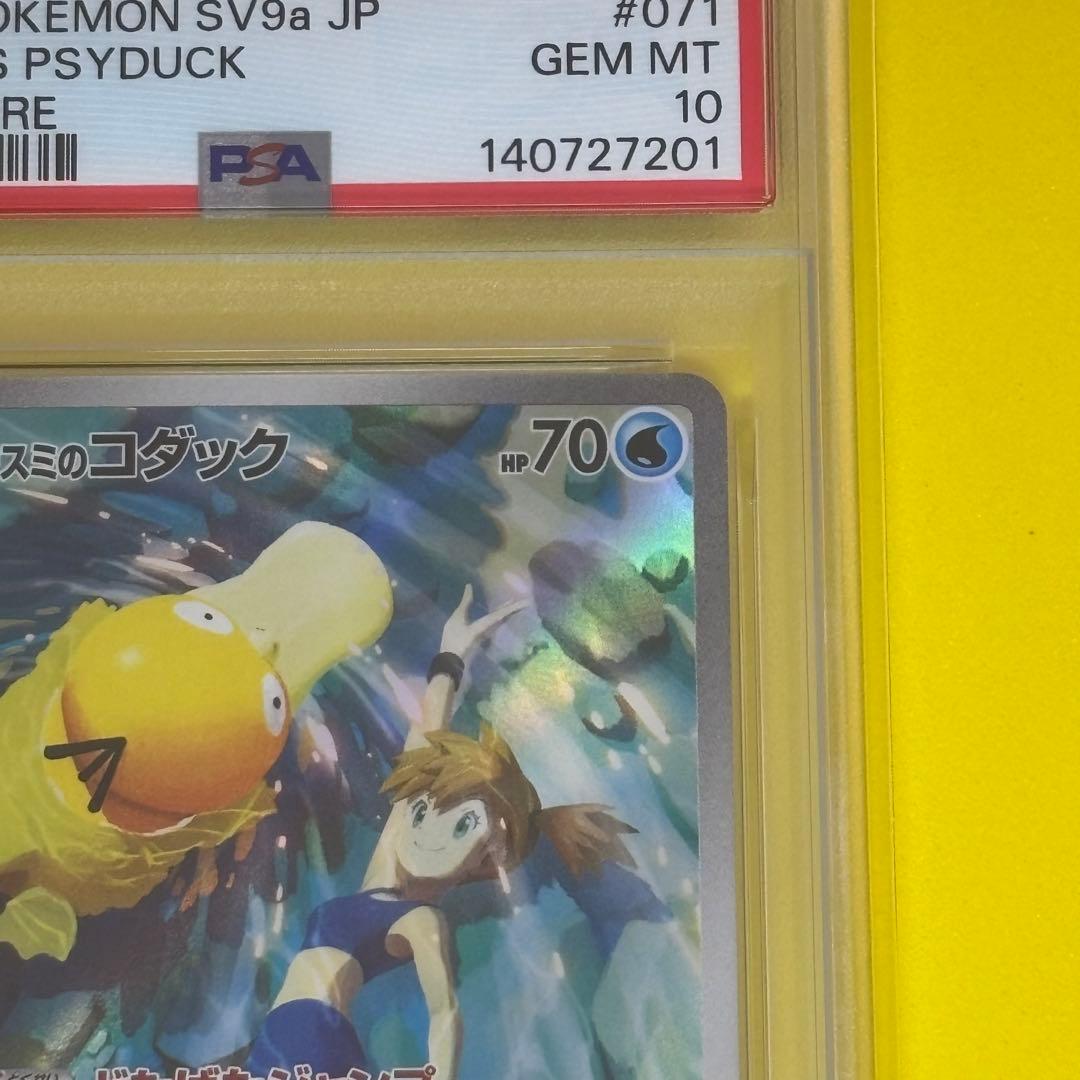 OKEMON SV9a JP #071
S PSYDUCK GEM MT
RE 10
PSA 140727201
スミのコダック HP70